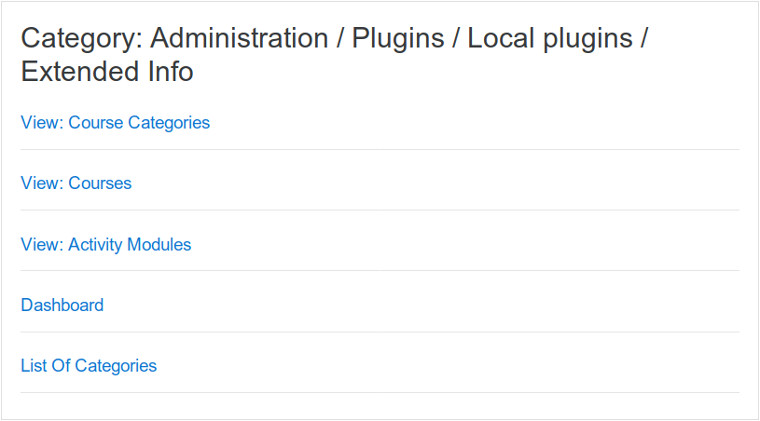 Category: Administration / Plugins / Local plugins /
Extended Info
View: Course Categories
View: Courses
View: Activity Modules
Dashboard
List Of Categories